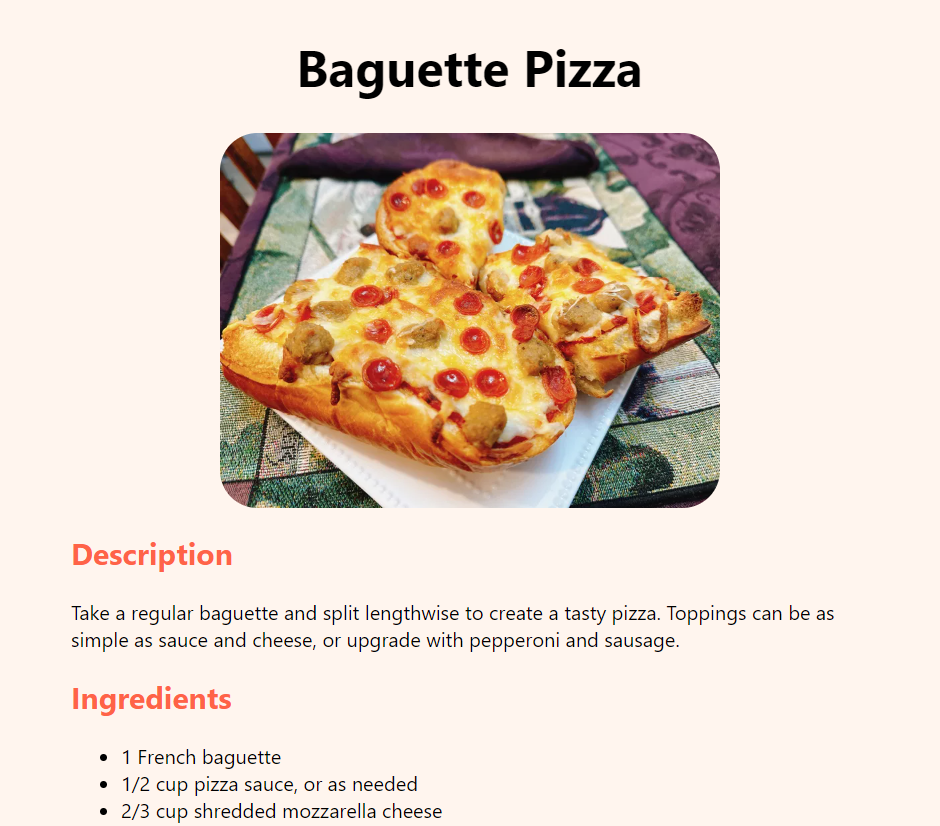 Baguette Pizza
Description
Take a regular baguette and split lengthwise to create a tasty pizza. Toppings can be as
simple as sauce and cheese, or upgrade with pepperoni and sausage.
Ingredients
• 1 French baguette
• 1/2 cup pizza sauce, or as needed
• 2/3 cup shredded mozzarella cheese